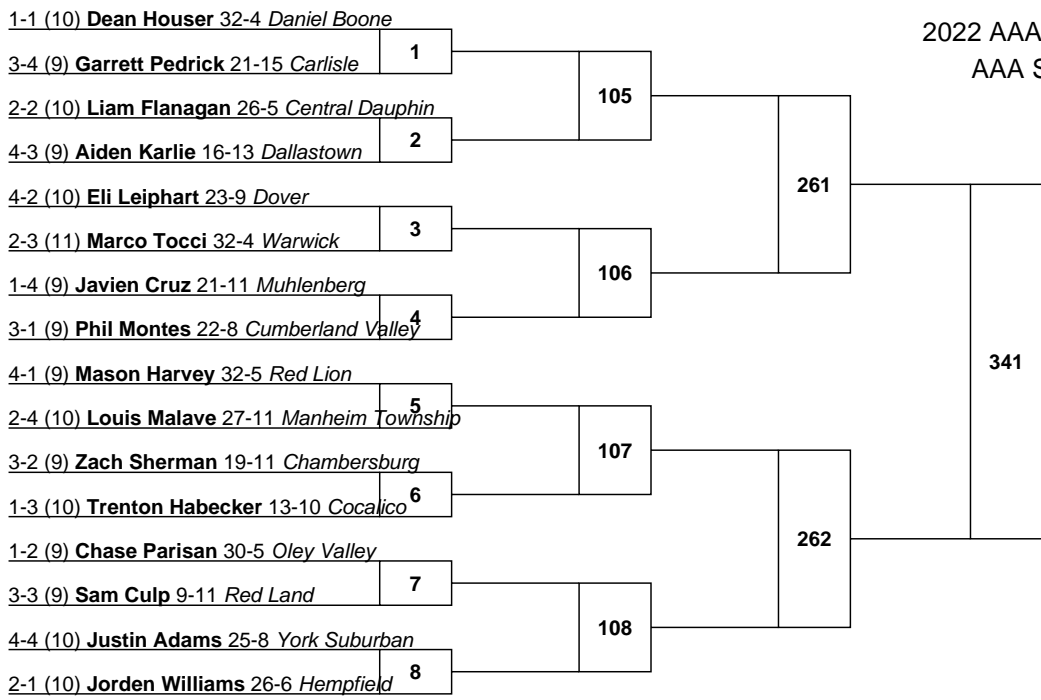 1-1 (10) Dean Houser 32-4 Daniel Boone
3-4 (9) Garrett Pedrick 21-15 Carlisle
2-2 (10) Liam Flanagan 26-5 Central Dauphin
4-3 (9) Aiden Karlie 16-13 Dallastown
4-2 (10) Eli Leiphart 23-9 Dover
2-3 (11) Marco Tocci 32-4 Warwick
1-4 (9) Javien Cruz 21-11 Muhlenberg
3-1 (9) Phil Montes 22-8 Cumberland Valley
4-1 (9) Mason Harvey 32-5 Red Lion
2-4 (10) Louis Malave 27-11 Manheim Township
3-2 (9) Zach Sherman 19-11 Chambersburg
1-3 (10) Trenton Habecker 13-10 Cocalico
1-2 (9) Chase Parisan 30-5 Oley Valley
3-3 (9) Sam Culp 9-11 Red Land
4-4 (10) Justin Adams 25-8 York Suburban
2-1 (10) Jorden Williams 26-6 Hempfield
1
2
3
4
5
6
7
8
105
106
107
108
261
262
341
2022 AAA
AAA S